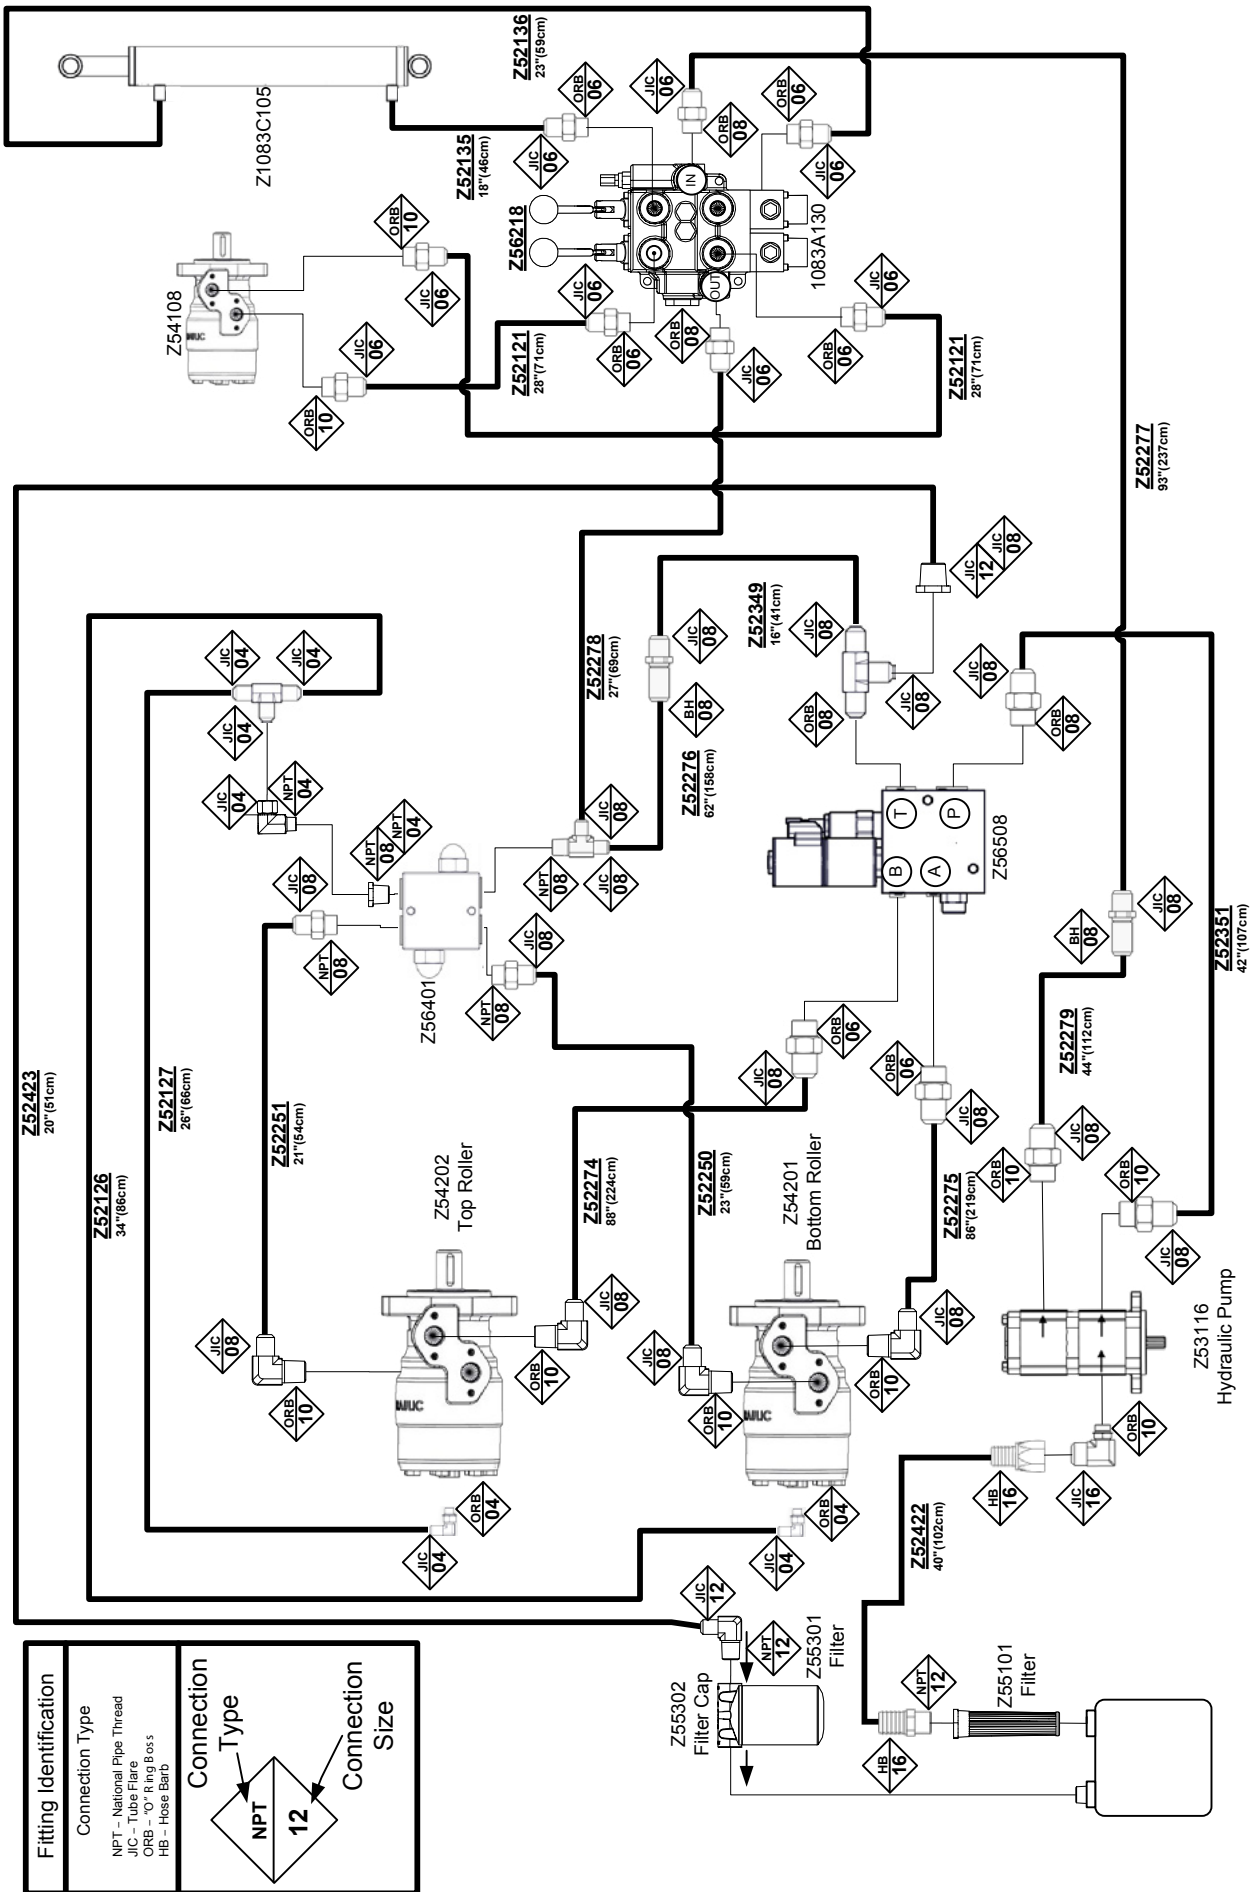 Fitting Identification
Connection Type
NPT – National Pipe Thread
JIC – Tube Flare
ORB – "O" Ring Boss
HB – Hose Barb
Connection
Type
NPT
12
Connection
Size
Z52423
20"(51cm)
Z52126
34"(86cm)
Z52127
26"(66cm)
Z52251
21"(54cm)
Z54202
Top Roller
Z52274
88"(224cm)
Z52250
23"(59cm)
Z54201
Bottom Roller
Z52275
86"(219cm)
Z52279
44"(112cm)
Z52351
42"(107cm)
Z53116
Hydraulic Pump
Z52422
40"(102cm)
Z55302
Filter Cap
Z55301
Filter
Z55101
Filter
JIC
12
NPT
12
NPT
12
HB
16
HB
16
JIC
16
ORB
10
JIC
04
ORB
04
JIC
04
ORB
04
JIC
08
ORB
10
ORB
10
JIC
08
JIC
08
ORB
10
ORB
10
JIC
08
ORB
10
JIC
08
ORB
10
JIC
08
JIC
08
ORB
06
ORB
06
JIC
08
BH
08
JIC
08
Z56401
NPT
08
JIC
08
NPT
08
JIC
08
NPT
08
NPT
04
JIC
04
NPT
04
JIC
04
JIC
04
JIC
04
NPT
08
JIC
08
JIC
08
Z52278
27"(69cm)
Z52276
62"(158cm)
BH
08
JIC
08
Z52349
16"(41cm)
JIC
08
ORB
08
JIC
08
JIC
12
JIC
08
JIC
08
ORB
08
B
T
A
P
Z56508
Z52277
93"(237cm)
Z54108
ORB
10
JIC
06
ORB
10
JIC
06
Z52121
28"(71cm)
JIC
06
ORB
06
ORB
08
JIC
06
ORB
06
JIC
06
Z52121
28"(71cm)
Z56218
IN
OUT
1083A130
Z1083C105
Z52136
23"(59cm)
Z52135
18"(46cm)
ORB
06
JIC
06
JIC
06
ORB
08
ORB
06
JIC
06